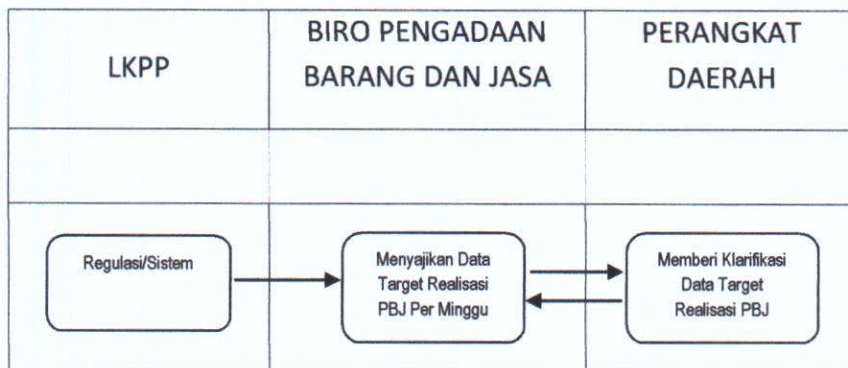 LKPP
BIRO PENGADAAN
BARANG DAN JASA
PERANGKAT
DAERAH
Regulasi/Sistem
Menyajikan Data
Target Realisasi
PBJ Per Minggu
Memberi Klarifikasi
Data Target
Realisasi PBJ